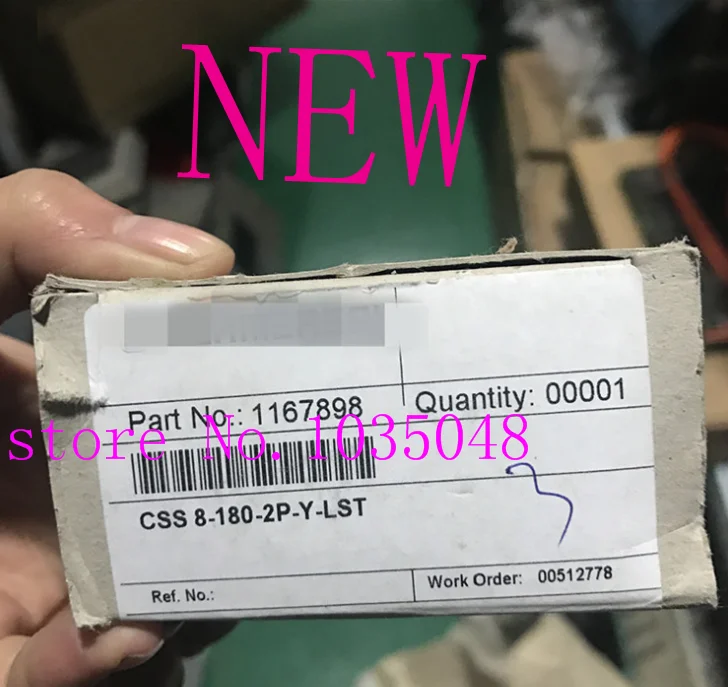 NEW
Part No.: 1167898
Quantity: 00001
store No. 1035048
CSS 8-180-2P-Y-LST
Ref. No.:
Work Order: 00512778